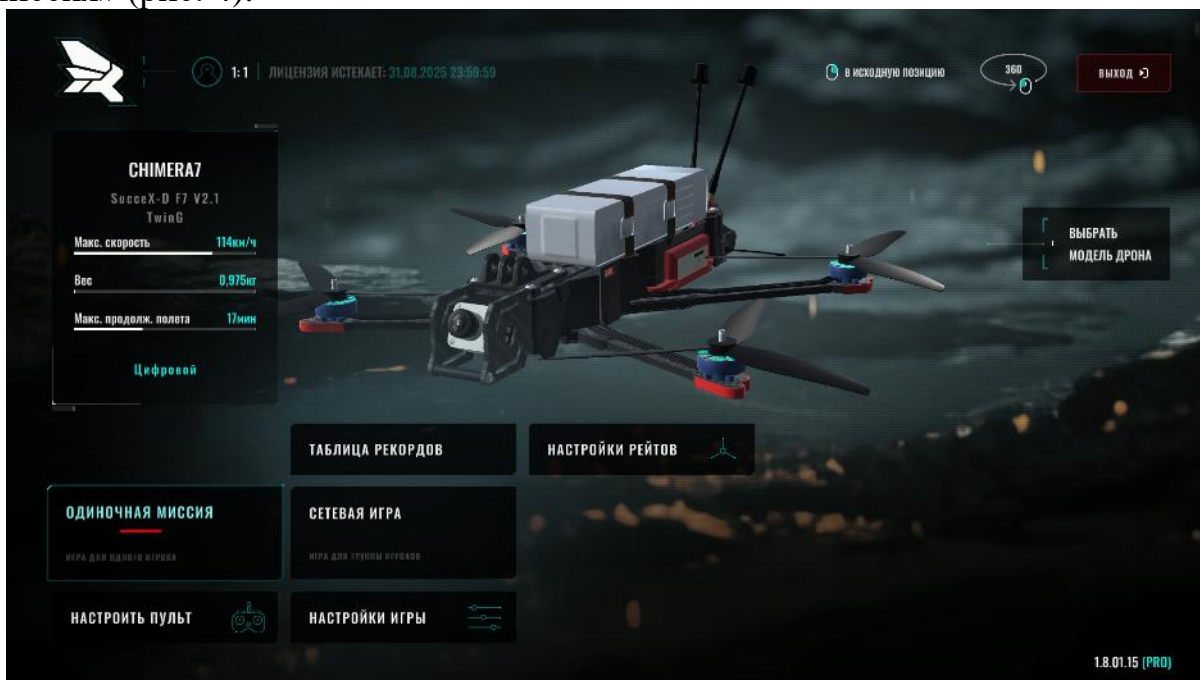 (рис. 4).
1:1 | ЛИЦЕНЗИЯ ИСТЕКАЕТ: 31.08.2025 23:59:59
В ИСХОДНУЮ ПОЗИЦИЮ
360
ВЫХОД
CHIMERA7
SucceX-D F7 V2.1
TwinG
Макс. скорость 114км/ч
Вес 0,975кг
Макс. продолж. полета 17мин
Цифровой
ВЫБРАТЬ
МОДЕЛЬ ДРОНА
ТАБЛИЦА РЕКОРДОВ
НАСТРОЙКИ РЕЙТОВ
ОДИНОЧНАЯ МИССИЯ
ИГРА ДЛЯ ОДНОГО ИГРОКА
СЕТЕВАЯ ИГРА
ИГРА ДЛЯ ГРУППЫ ИГРОКОВ
НАСТРОИТЬ ПУЛЬТ
НАСТРОЙКИ ИГРЫ
1.8.01.15 (PRO)